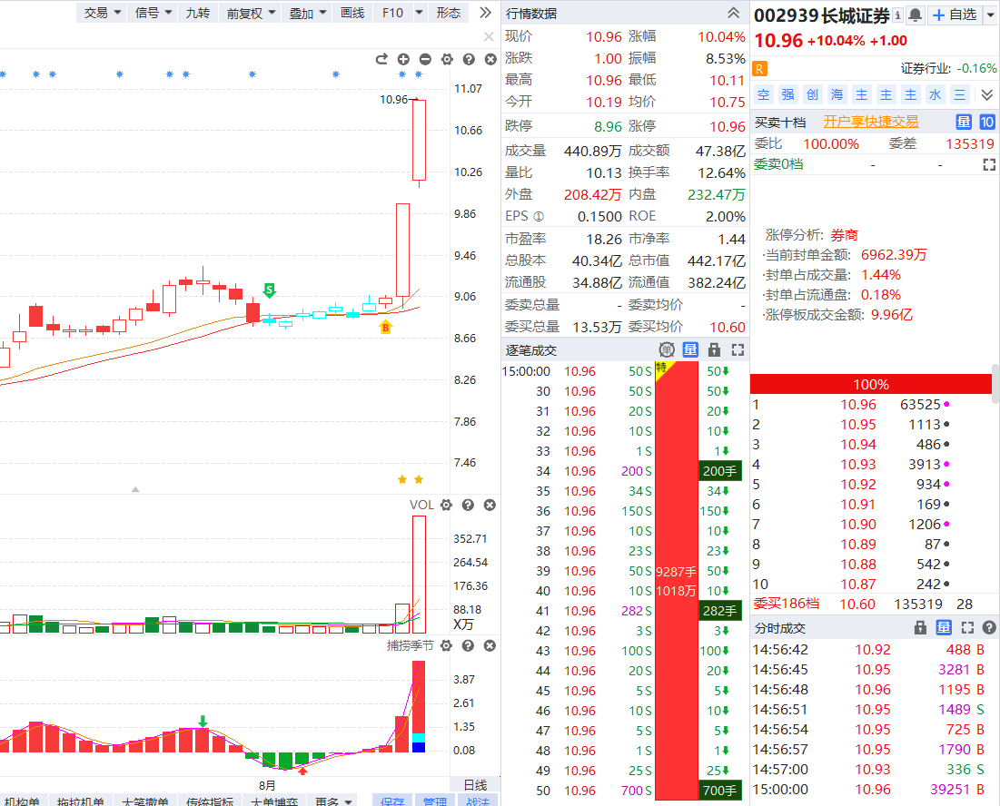 交易 信号 九转 前复权 叠加 画线 F10 形态
10.96
11.07
10.66
10.26
9.86
9.46
9.06
8.66
8.26
7.86
7.46
S
B
VOL
352.71
264.54
176.36
88.18
X万
捕捞季节
3.87
2.61
1.35
0.08
8月 日线
机构单 拖拉机单 大笔撤单 传统指标 大单博弈 更多 保存 管理 战法
行情数据
现价 10.96 涨幅 10.04%
涨跌 1.00 振幅 8.53%
最高 10.96 最低 10.11
今开 10.19 均价 10.75
跌停 8.96 涨停 10.96
成交量 440.89万 成交额 47.38亿
量比 10.13 换手率 12.64%
外盘 208.42万 内盘 232.47万
EPS ① 0.1500 ROE 2.00%
市盈率 18.26 市净率 1.44
总股本 40.34亿 总市值 442.17亿
流通股 34.88亿 流通值 382.24亿
委卖总量 - 委卖均价 -
委买总量 13.53万 委买均价 10.60
逐笔成交 单 量
特
15:00:00 10.96 50 S 50
30 10.96 50 S 50
31 10.96 20 S 20
32 10.96 10 S 10
33 10.96 1 S 1
34 10.96 200 S 200手
35 10.96 34 S 34
36 10.96 150 S 150
37 10.96 10 S 10
38 10.96 23 S 23
39 10.96 50 S 9287手 50
40 10.96 10 S 1018万 10
41 10.96 282 S 282手
42 10.96 3 S 3
43 10.96 100 S 100
44 10.96 20 S 20
45 10.96 5 S 5
46 10.96 10 S 10
47 10.96 5 S 5
48 10.96 1 S 1
49 10.96 25 S 25
50 10.96 700 S 700手
002939 长城证券 自选
10.96 +10.04% +1.00
R 证券行业: -0.16%
空 强 创 海 主 主 主 水 三
买卖十档 开户享快捷交易 量 10
委比 100.00% 委差 135319
委卖0档 - -
涨停分析: 券商
·当前封单金额: 6962.39万
·封单占成交量: 1.44%
·封单占流通盘: 0.18%
·涨停板成交金额: 9.96亿
100%
1 10.96 63525
2 10.95 1113
3 10.94 486
4 10.93 3913
5 10.92 934
6 10.91 169
7 10.90 1206
8 10.89 87
9 10.88 542
10 10.87 242
委买186档 10.60 135319 28
分时成交 量
14:56:42 10.92 488 B
14:56:45 10.95 3281 B
14:56:48 10.96 1195 B
14:56:51 10.95 1489 S
14:56:54 10.95 725 B
14:56:57 10.95 1790 B
14:57:00 10.93 336 S
15:00:00 10.96 39251 B